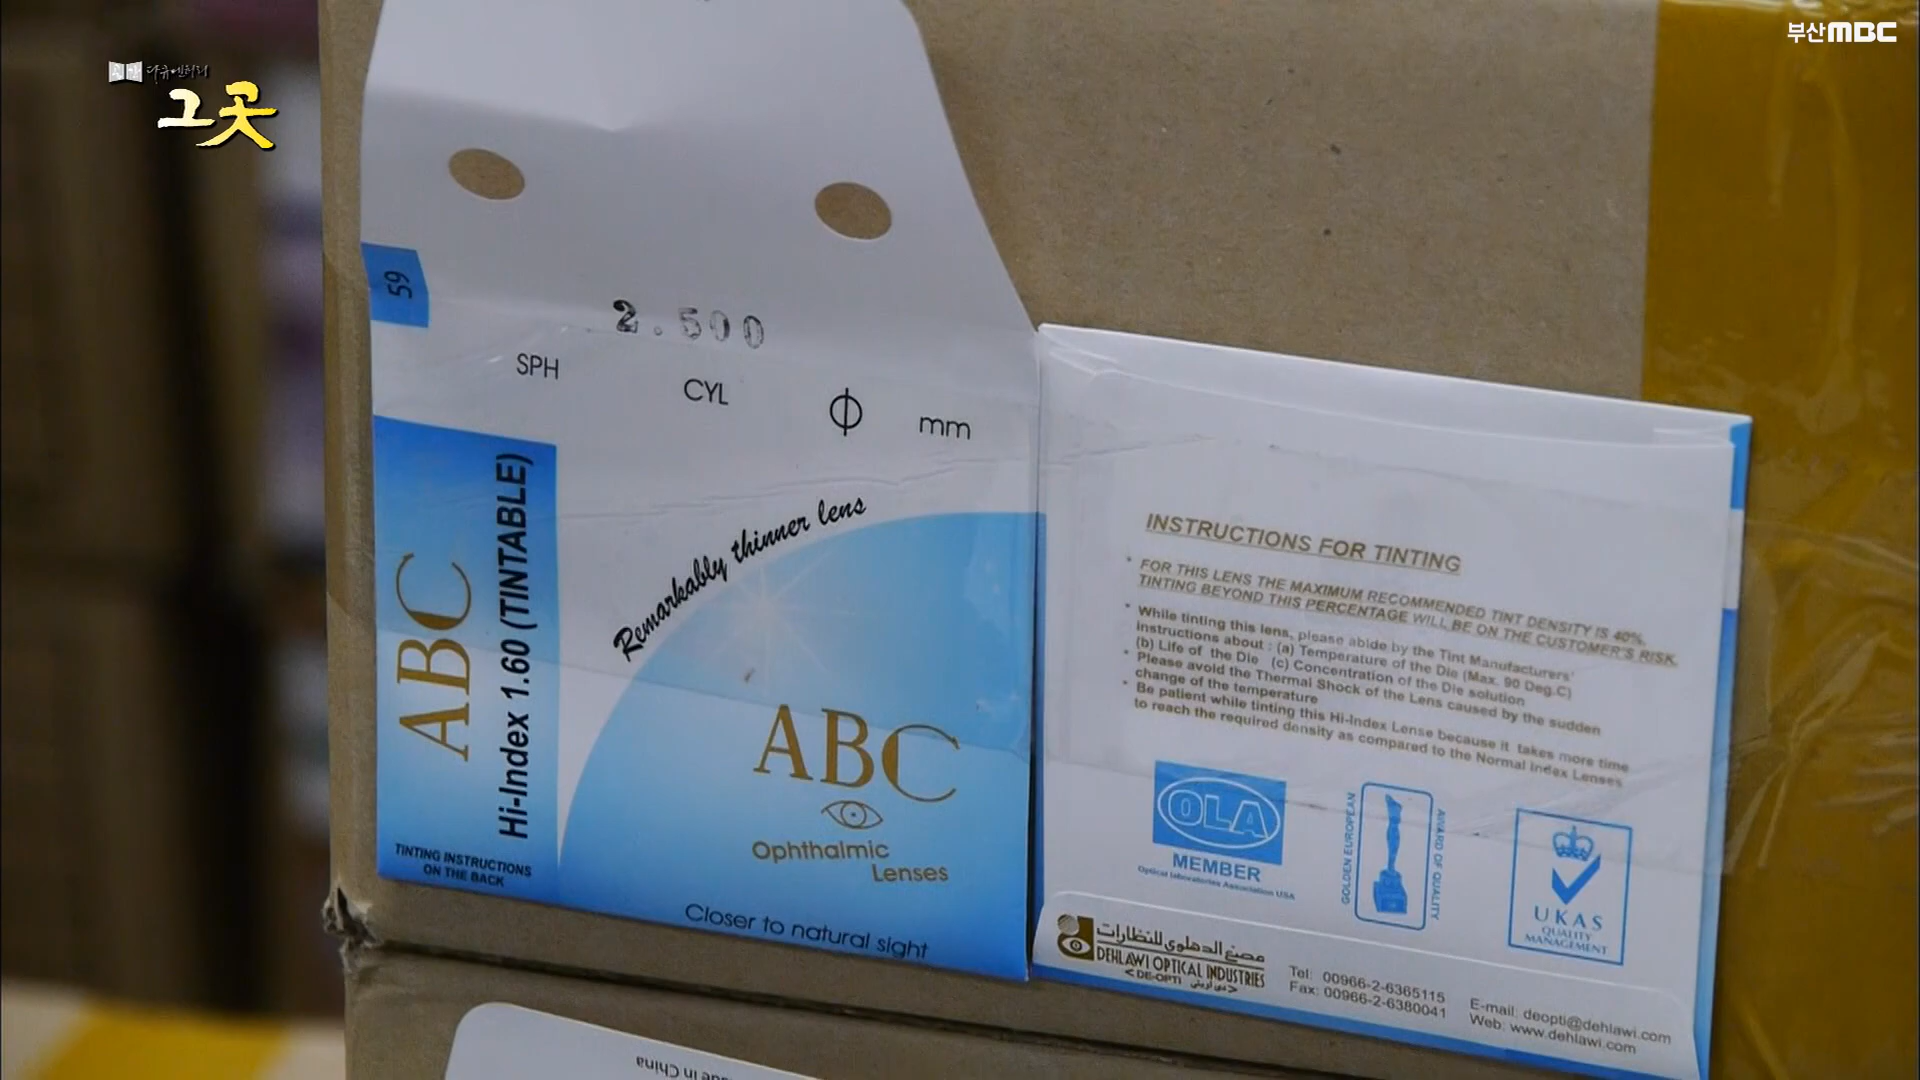 부산MBC
그곳
59
2.500
SPH
CYL
Φ
mm
Remarkably thinner lens
ABC
Hi-Index 1.60 (TINTABLE)
TINTING INSTRUCTIONS
ON THE BACK
ABC
Ophthalmic
Lenses
Closer to natural sight
INSTRUCTIONS FOR TINTING
* FOR THIS LENS THE MAXIMUM RECOMMENDED TINT DENSITY IS 40%.
TINTING BEYOND THIS PERCENTAGE WILL BE ON THE CUSTOMER'S RISK.
* While tinting this lens, please abide by the Tint Manufacturers'
instructions about : (a) Temperature of the Die (Max. 90 Deg.C)
(b) Life of the Die (c) Concentration of the Die solution
* Please avoid the Thermal Shock of the Lens caused by the sudden
change of the temperature
* Be patient while tinting this Hi-Index Lense because it takes more time
to reach the required density as compared to the Normal Index Lenses
OLA
MEMBER
Optical laboratories Association USA
GOLDEN EUROPEAN
AWARD OF QUALITY
UKAS
QUALITY
MANAGEMENT
مصنع الدهلوي للنظارات
DEHLAWI OPTICAL INDUSTRIES
<DE-OPTI >
Tel: 00966-2-6365115
Fax: 00966-2-6380041
E-mail: deopti@dehlawi.com
Web: www.dehlawi.com
in China